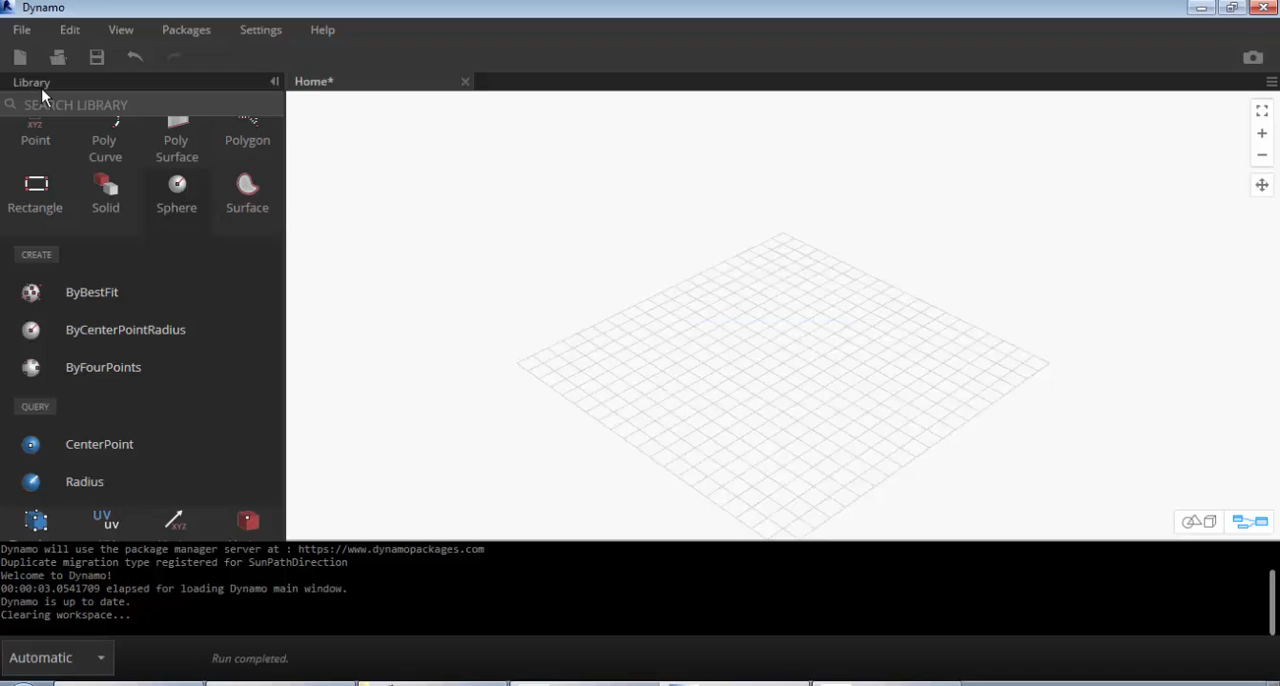 Dynamo
File Edit View Packages Settings Help
Library
Home*
SEARCH LIBRARY
XYZ
Point Poly Curve Poly Surface Polygon
Rectangle Solid Sphere Surface
CREATE
ByBestFit
ByCenterPointRadius
ByFourPoints
QUERY
CenterPoint
Radius
UV uv XYZ
Dynamo will use the package manager server at : https://www.dynamopackages.com
Duplicate migration type registered for SunPathDirection
Welcome to Dynamo!
00:00:03.0541709 elapsed for loading Dynamo main window.
Dynamo is up to date.
Clearing workspace...
Automatic Run completed.